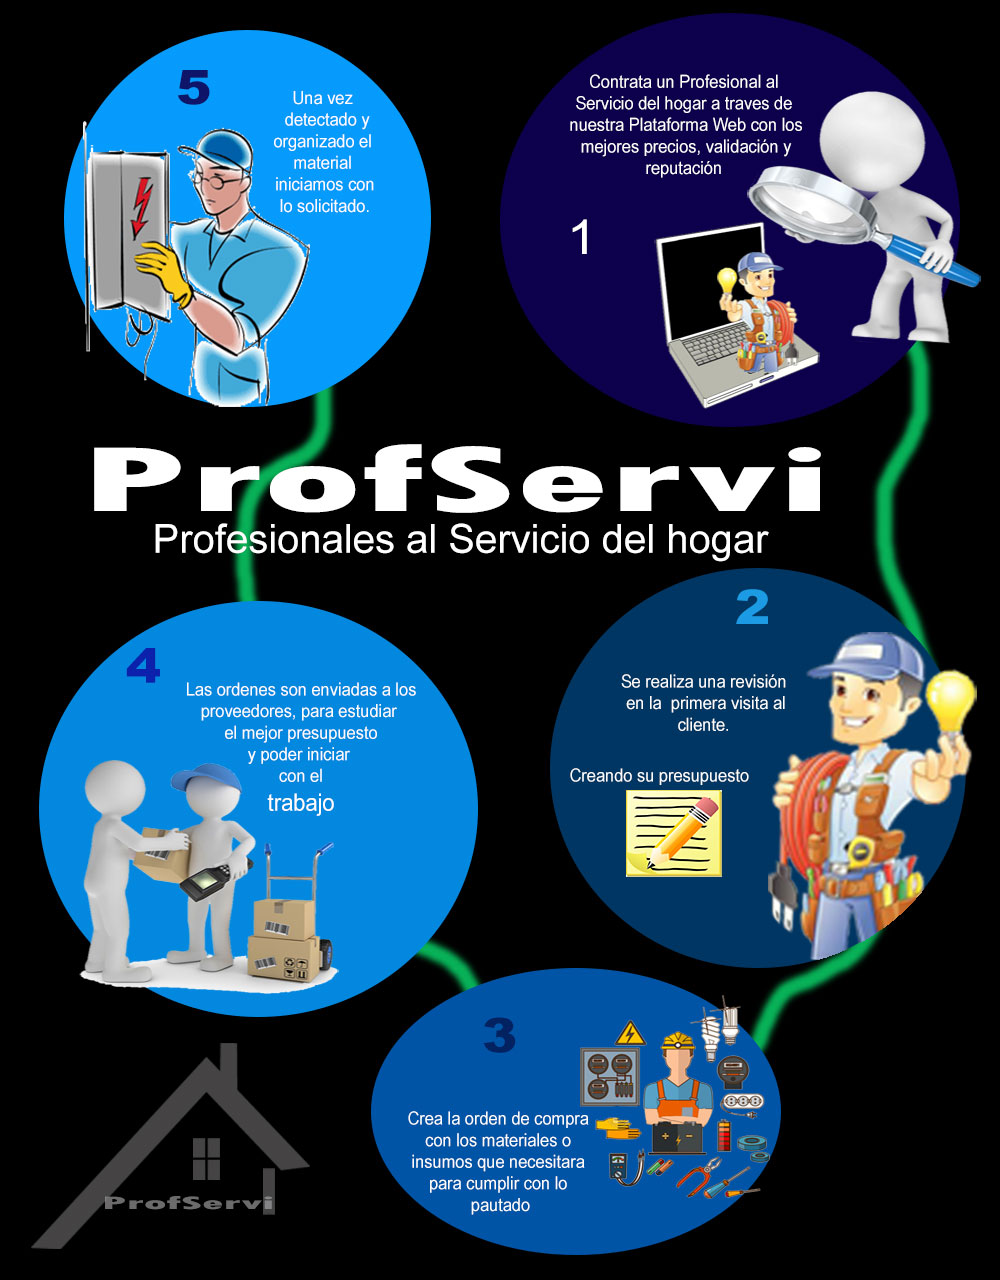 5
Una vez
detectado y
organizado el
material
iniciamos con
lo solicitado.
Contrata un Profesional al
Servicio del hogar a traves de
nuestra Plataforma Web con los
mejores precios, validación y
reputación
1
ProfServi
Profesionales al Servicio del hogar
2
Se realiza una revisión
en la primera visita al
cliente.
Creando su presupuesto
4
Las ordenes son enviadas a los
proveedores, para estudiar
el mejor presupuesto
y poder iniciar
con el
trabajo
3
Crea la orden de compra
con los materiales o
insumos que necesitara
para cumplir con lo
pautado
ProfServi